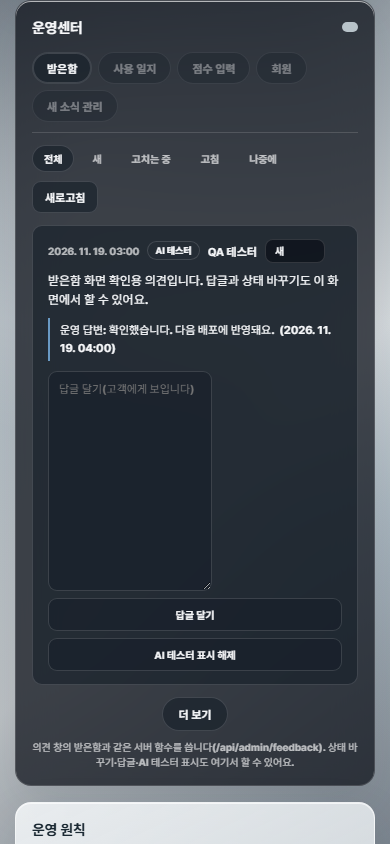 운영센터
받은함 사용 일지 점수 입력 회원
새 소식 관리
전체 새 고치는 중 고침 나중에
새로고침
2026. 11. 19. 03:00 AI 테스터 QA 테스터 새
받은함 화면 확인용 의견입니다. 답글과 상태 바꾸기도 이 화
면에서 할 수 있어요.
운영 답변: 확인했습니다. 다음 배포에 반영돼요. (2026. 11.
19. 04:00)
답글 달기(고객에게 보입니다)
답글 달기
AI 테스터 표시 해제
더 보기
의견 창의 받은함과 같은 서버 함수를 씁니다(/api/admin/feedback). 상태 바
꾸기·답글·AI 테스터 표시도 여기서 할 수 있어요.
운영 원칙